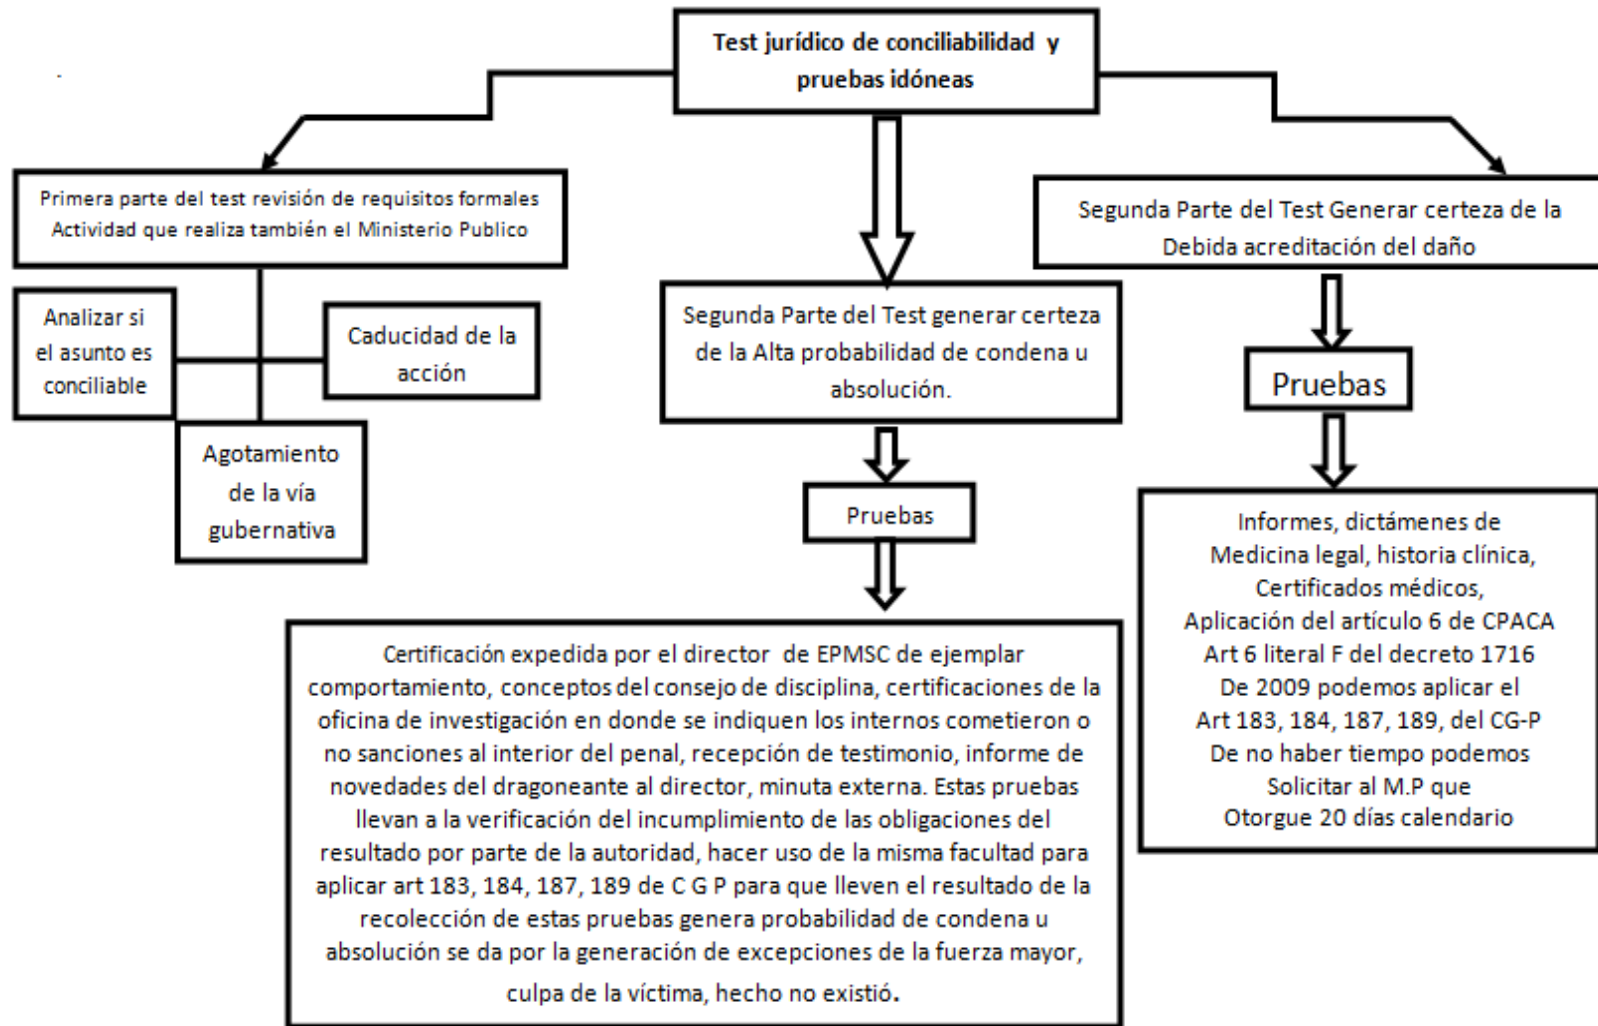 Test jurídico de conciliabilidad y
pruebas idóneas
Primera parte del test revisión de requisitos formales
Actividad que realiza también el Ministerio Publico
Analizar si
el asunto es
conciliable
Caducidad de la
acción
Agotamiento
de la vía
gubernativa
Segunda Parte del Test generar certeza
de la Alta probabilidad de condena u
absolución.
Pruebas
Certificación expedida por el director de EPMSC de ejemplar
comportamiento, conceptos del consejo de disciplina, certificaciones de la
oficina de investigación en donde se indiquen los internos cometieron o
no sanciones al interior del penal, recepción de testimonio, informe de
novedades del dragoneante al director, minuta externa. Estas pruebas
llevan a la verificación del incumplimiento de las obligaciones del
resultado por parte de la autoridad, hacer uso de la misma facultad para
aplicar art 183, 184, 187, 189 de C G P para que lleven el resultado de la
recolección de estas pruebas genera probabilidad de condena u
absolución se da por la generación de excepciones de la fuerza mayor,
culpa de la víctima, hecho no existió.
Segunda Parte del Test Generar certeza de la
Debida acreditación del daño
Pruebas
Informes, dictámenes de
Medicina legal, historia clínica,
Certificados médicos,
Aplicación del artículo 6 de CPACA
Art 6 literal F del decreto 1716
De 2009 podemos aplicar el
Art 183, 184, 187, 189, del CG-P
De no haber tiempo podemos
Solicitar al M.P que
Otorgue 20 días calendario